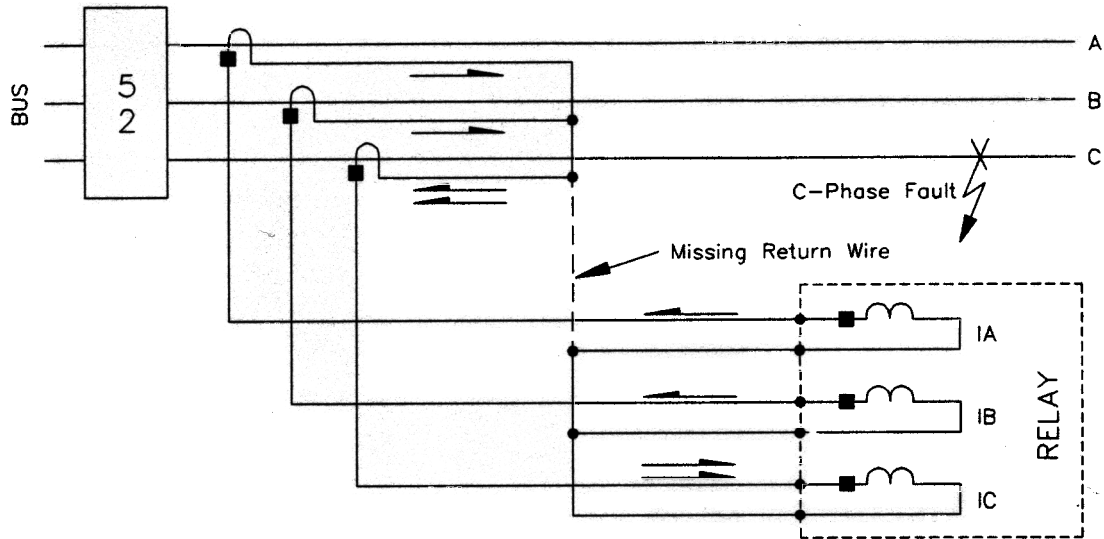 A
BUS
5
2
B
C
C-Phase Fault
Missing Return Wire
IA
IB
RELAY
IC